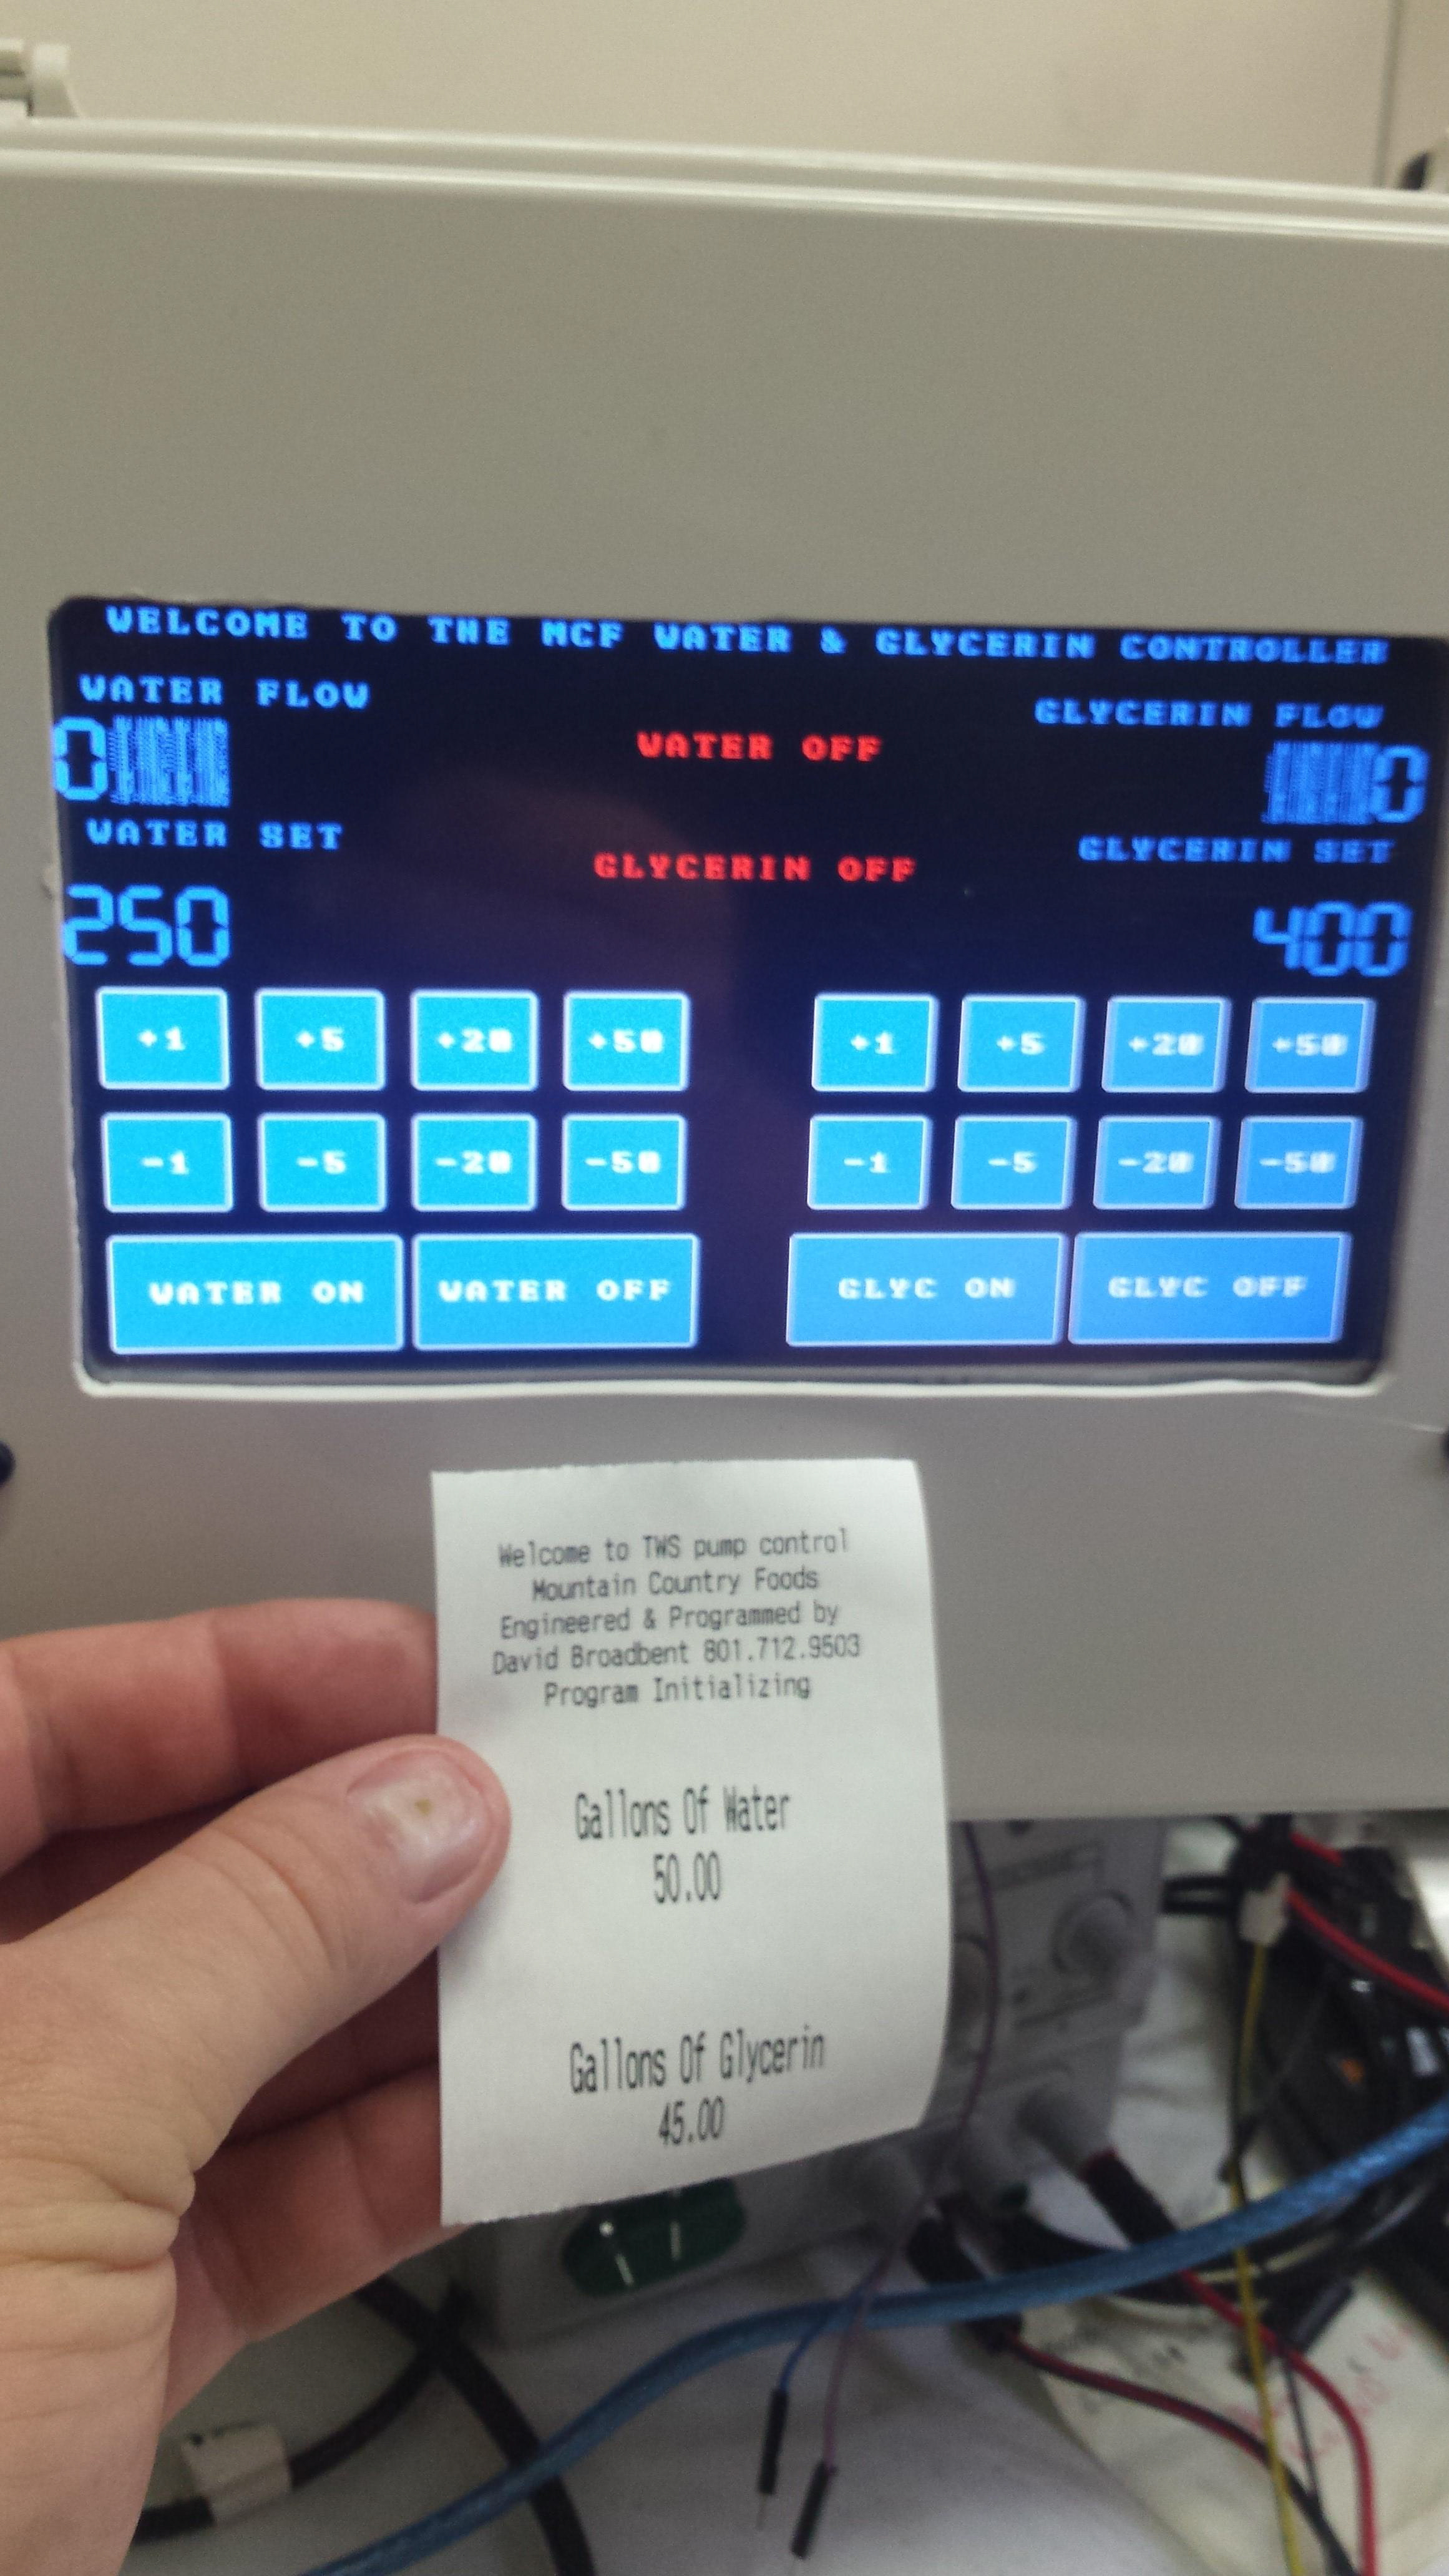 WELCOME TO THE MCF WATER & GLYCERIN CONTROLLER
WATER FLOW
GLYCERIN FLOW
0
WATER OFF
0
WATER SET
GLYCERIN SET
GLYCERIN OFF
250
400
+1 +5 +20 +50 +1 +5 +20 +50
-1 -5 -20 -50 -1 -5 -20 -50
WATER ON WATER OFF GLYC ON GLYC OFF
Welcome to TWS pump control
Mountain Country Foods
Engineered & Programmed by
David Broadbent 801.712.9503
Program Initializing
Gallons Of Water
50.00
Gallons Of Glycerin
45.00